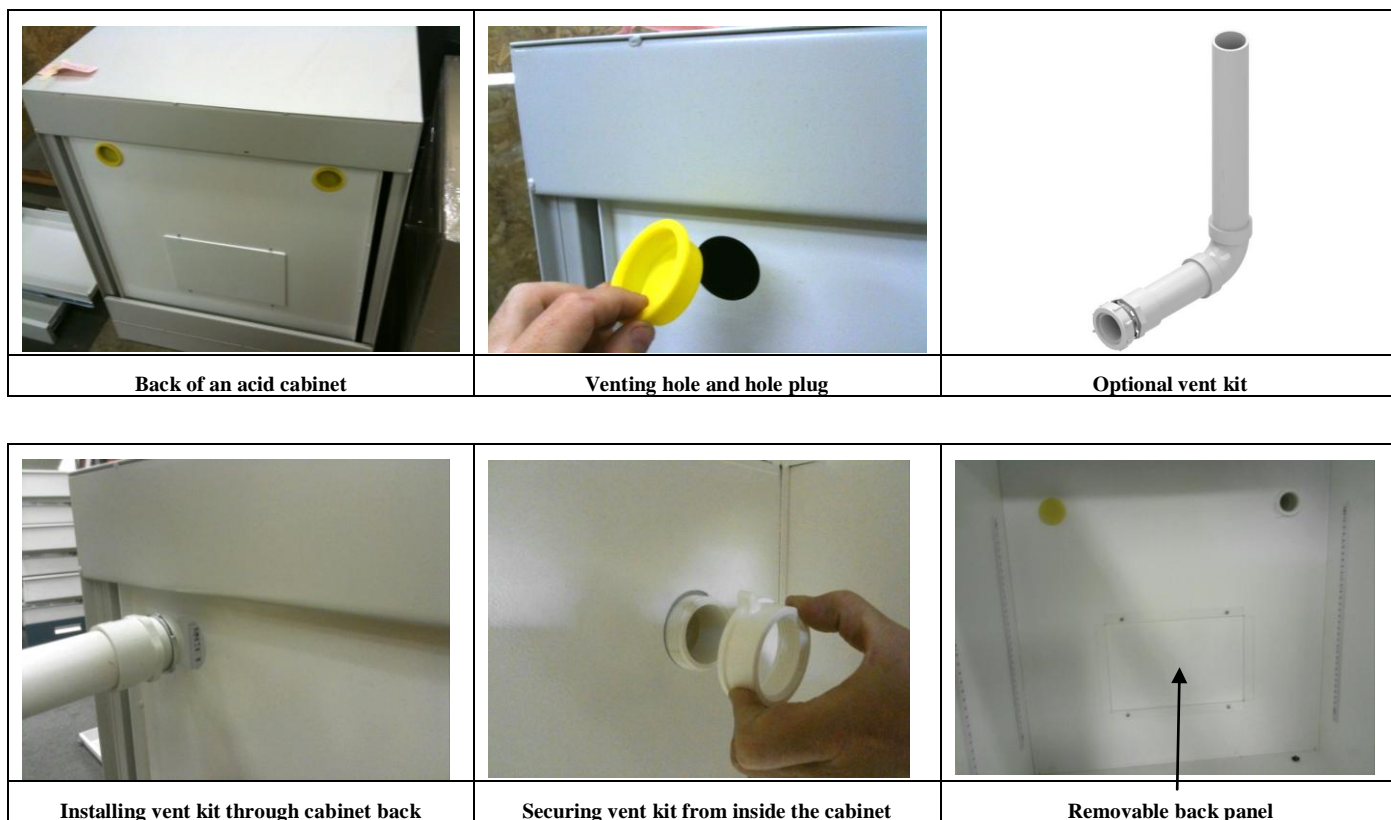 Back of an acid cabinet
Venting hole and hole plug
Optional vent kit
Installing vent kit through cabinet back
Securing vent kit from inside the cabinet
Removable back panel